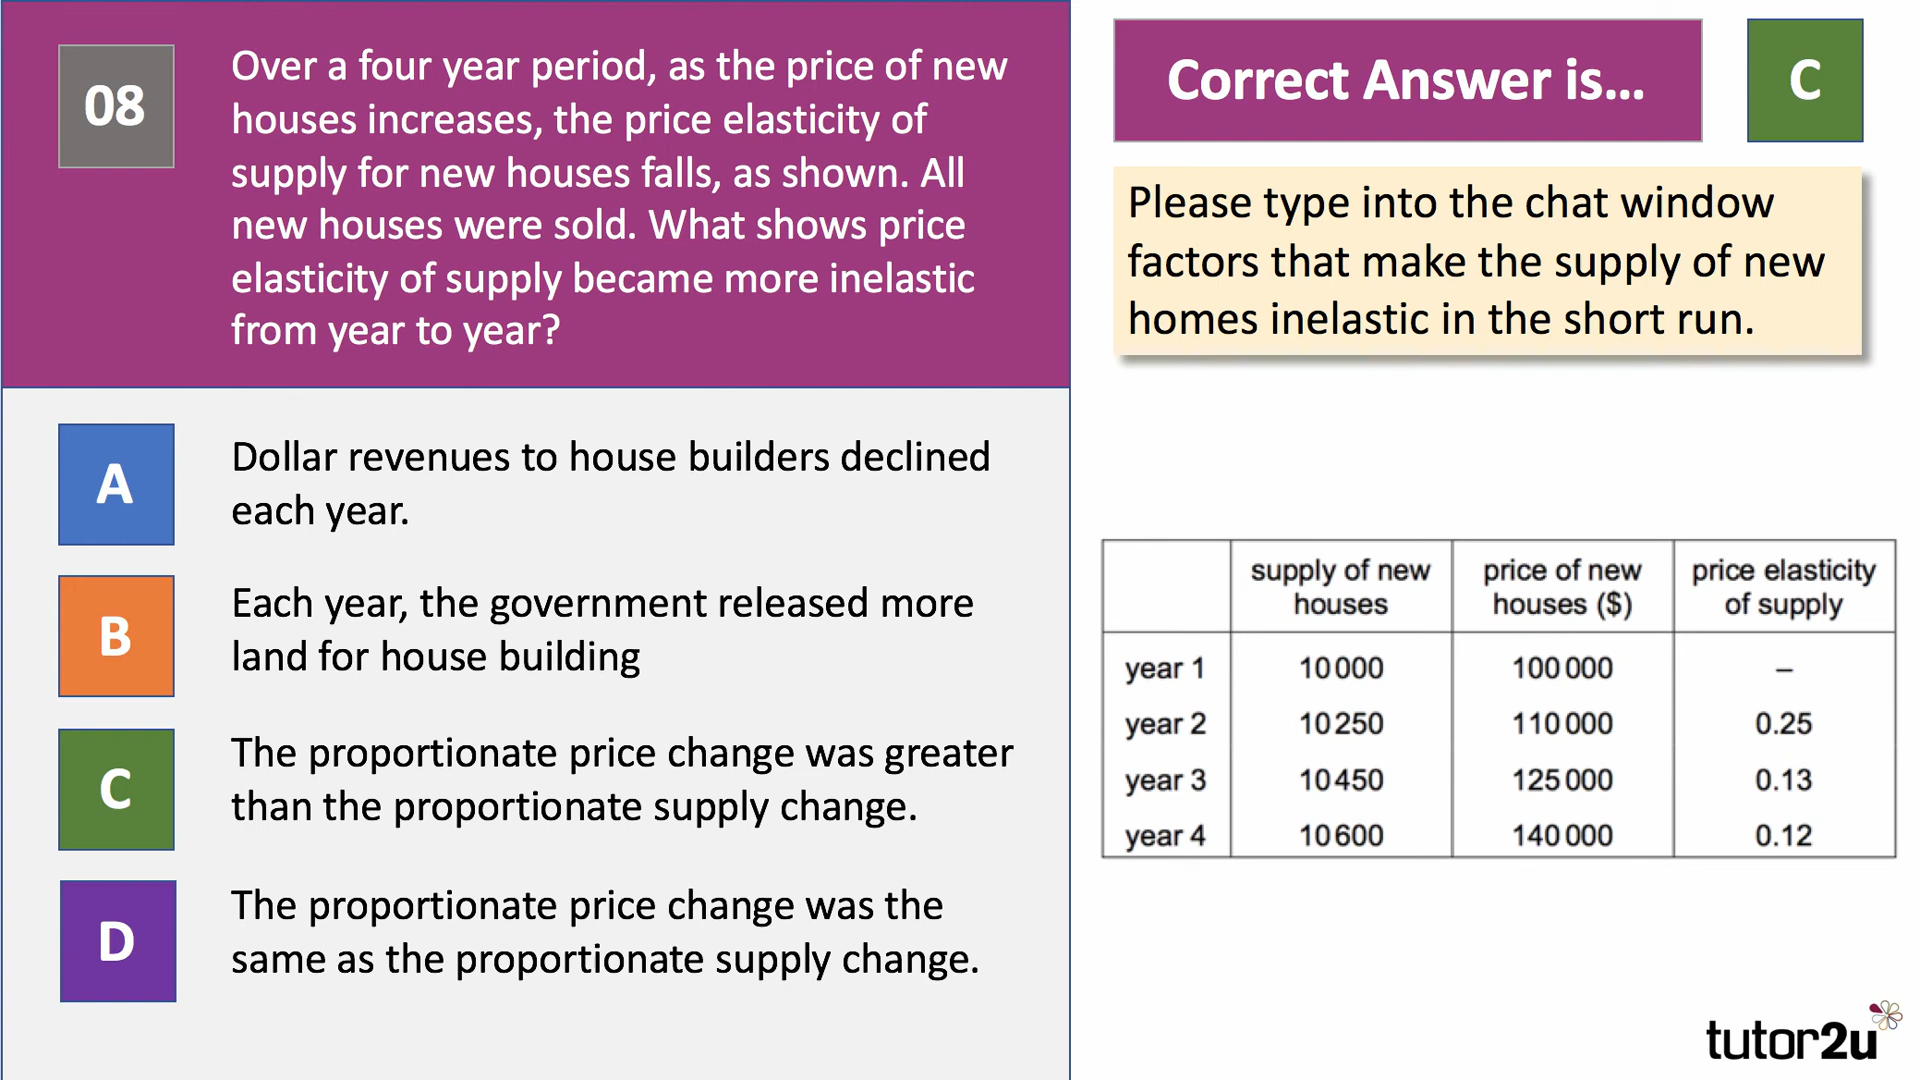 08
Over a four year period, as the price of new
houses increases, the price elasticity of
supply for new houses falls, as shown. All
new houses were sold. What shows price
elasticity of supply became more inelastic
from year to year?
A
Dollar revenues to house builders declined
each year.
B
Each year, the government released more
land for house building
C
The proportionate price change was greater
than the proportionate supply change.
D
The proportionate price change was the
same as the proportionate supply change.
Correct Answer is...
C
Please type into the chat window
factors that make the supply of new
homes inelastic in the short run.
supply of new houses price of new houses ($) price elasticity of supply
year 1 10 000 100 000 –
year 2 10 250 110 000 0.25
year 3 10 450 125 000 0.13
year 4 10 600 140 000 0.12
tutor2u